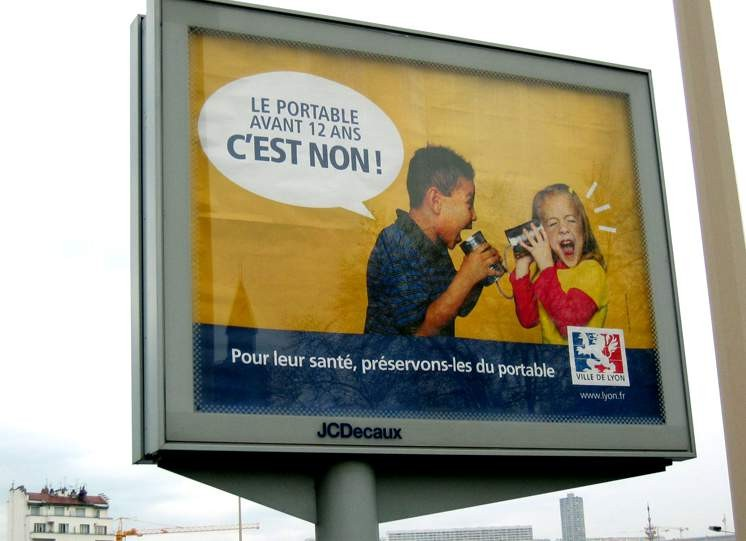 LE PORTABLE
AVANT 12 ANS
C'EST NON !
Pour leur santé, préservons-les du portable
VILLE DE LYON
www.lyon.fr
JCDecaux